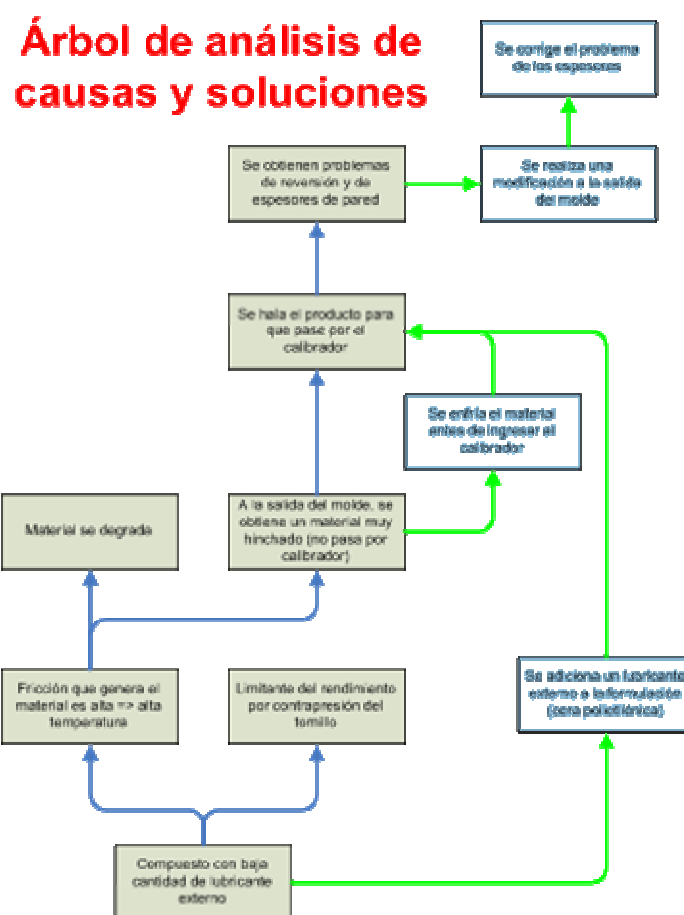 Árbol de análisis de
causas y soluciones
Se corrige el problema
de los espesores
Se obtienen problemas
de reversión y de
espesores de pared
Se realiza una
modificación a la salida
del molde
Se hala el producto para
que pase por el
calibrador
Se enfría el material
antes de ingresar al
calibrador
Material se degrada
A la salida del molde, se
obtiene un material muy
hinchado (no pasa por
calibrador)
Fricción que genera el
material es alta => alta
temperatura
Limitante del rendimiento
por contrapresión del
tornillo
Se adiciona un lubricante
externo a la formulación
(cera polietilénica)
Compuesto con baja
cantidad de lubricante
externo